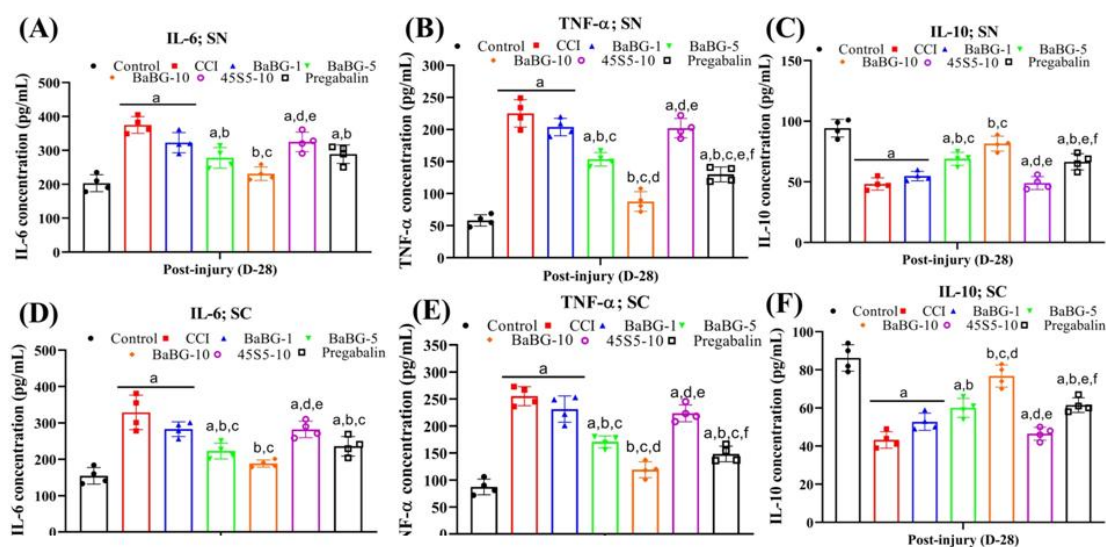 (A)
IL-6; SN
Control CCI BaBG-1 BaBG-5
BaBG-10 45S5-10 Pregabalin
IL-6 concentration (pg/mL)
500
400
300
200
100
0
a
a,b
b,c
a,d,e
a,b
Post-injury (D-28)
(B)
TNF-α; SN
Control CCI BaBG-1 BaBG-5
BaBG-10 45S5-10 Pregabalin
TNF-α concentration (pg/mL)
300
250
200
150
100
50
0
a
a,b,c
b,c,d
a,d,e
a,b,c,e,f
Post-injury (D-28)
(C)
IL-10; SN
Control CCI BaBG-1 BaBG-5
BaBG-10 45S5-10 Pregabalin
IL-10 concentration (pg/mL)
150
100
50
0
a
a,b,c
b,c
a,d,e
a,b,e,f
Post-injury (D-28)
(D)
IL-6; SC
Control CCI BaBG-1 BaBG-5
BaBG-10 45S5-10 Pregabalin
IL-6 concentration (pg/mL)
500
400
300
200
100
0
a
a,b,c
b,c
a,d,e
a,b,c
(E)
TNF-α; SC
Control CCI BaBG-1 BaBG-5
BaBG-10 45S5-10 Pregabalin
NF-α concentration (pg/mL)
400
350
300
250
200
150
100
50
0
a
a,b,c
b,c,d
a,d,e
a,b,c,f
(F)
IL-10; SC
Control CCI BaBG-1 BaBG-5
BaBG-10 45S5-10 Pregabalin
IL-10 concentration (pg/mL)
100
80
60
40
20
0
a
a,b
b,c,d
a,d,e
a,b,e,f
Post-injury (D-28)